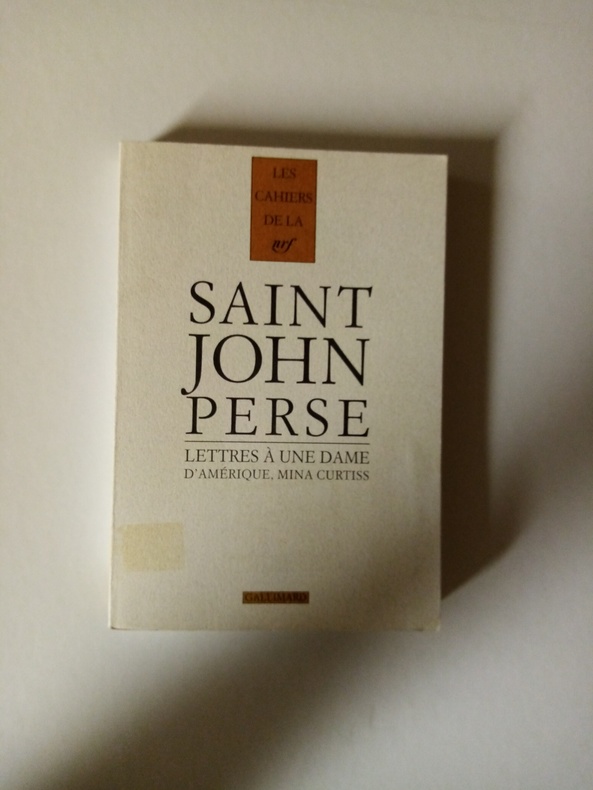 LES
CAHIERS
DE LA
nrf
SAINT
JOHN
PERSE
LETTRES À UNE DAME
D'AMÉRIQUE, MINA CURTISS
GALLIMARD